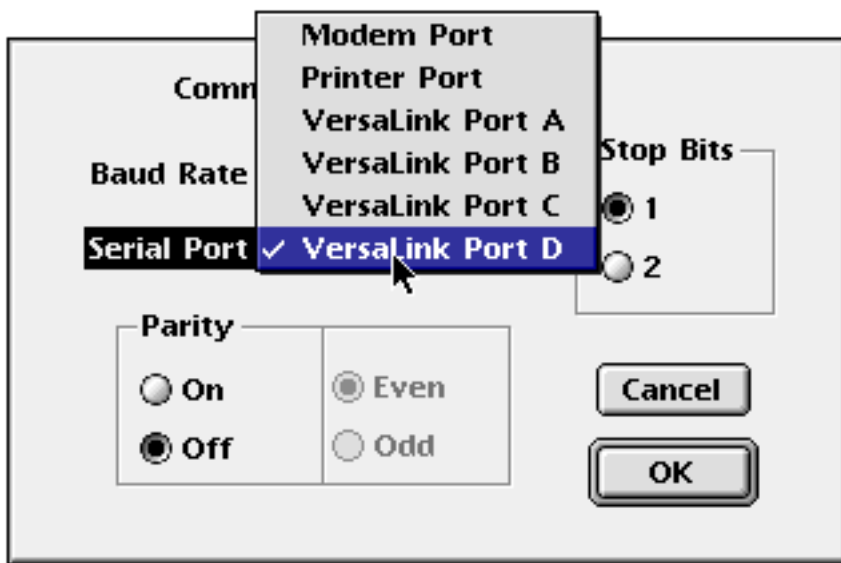 Modem Port
Printer Port
VersaLink Port A
VersaLink Port B
VersaLink Port C
✓ VersaLink Port D
Baud Rate
Serial Port
Stop Bits
1
2
Parity
On
Off
Even
Odd
Cancel
OK